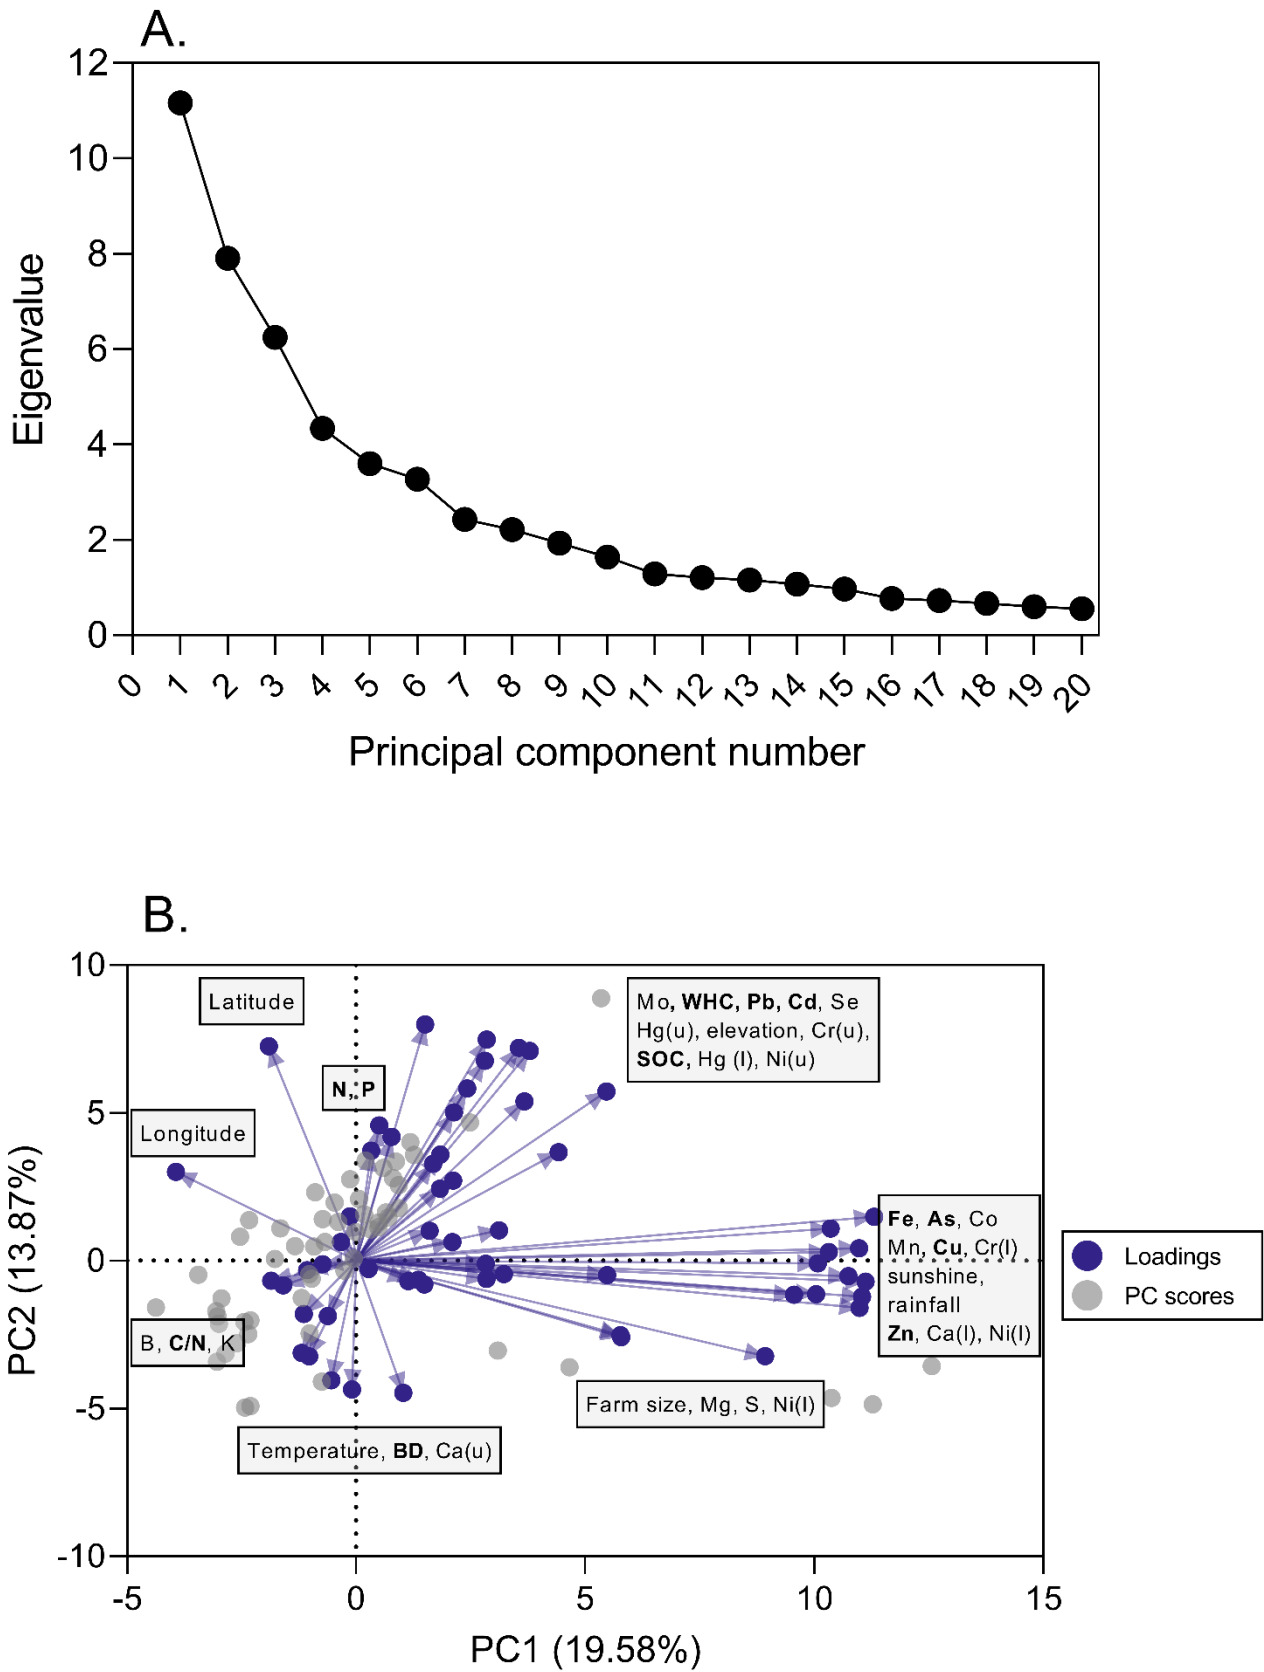 A.
12
10
8
6
4
2
0
Eigenvalue
0 1 2 3 4 5 6 7 8 9 10 11 12 13 14 15 16 17 18 19 20
Principal component number
B.
10
5
0
-5
-10
PC2 (13.87%)
Latitude
N, P
Longitude
Mo, WHC, Pb, Cd, Se
Hg(u), elevation, Cr(u),
SOC, Hg (l), Ni(u)
Fe, As, Co
Mn, Cu, Cr(l)
sunshine,
rainfall
Zn, Ca(l), Ni(l)
B, C/N, K
Farm size, Mg, S, Ni(l)
Temperature, BD, Ca(u)
Loadings
PC scores
-5 0 5 10 15
PC1 (19.58%)